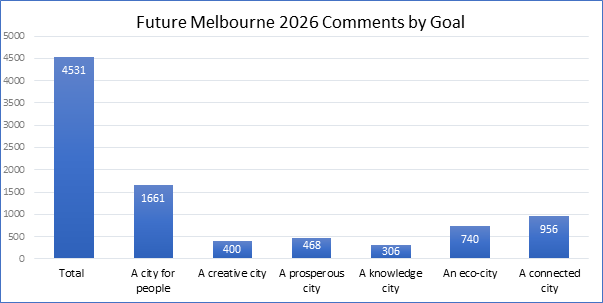 Future Melbourne 2026 Comments by Goal
5000
4500
4000
3500
3000
2500
2000
1500
1000
500
0
4531
1661
400
468
306
740
956
Total
A city for
people
A creative city
A prosperous
city
A knowledge
city
An eco-city
A connected
city